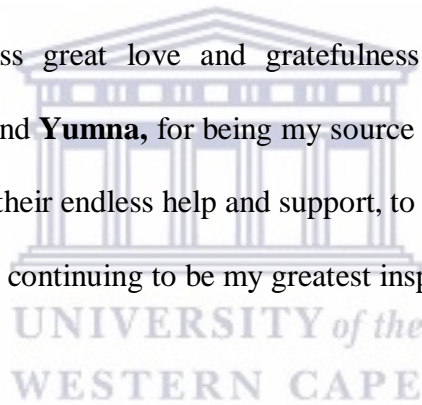 ss great love and gratefulness
nd Yumna, for being my source
their endless help and support, to
continuing to be my greatest insp
UNIVERSITY of the
WESTERN CAPE